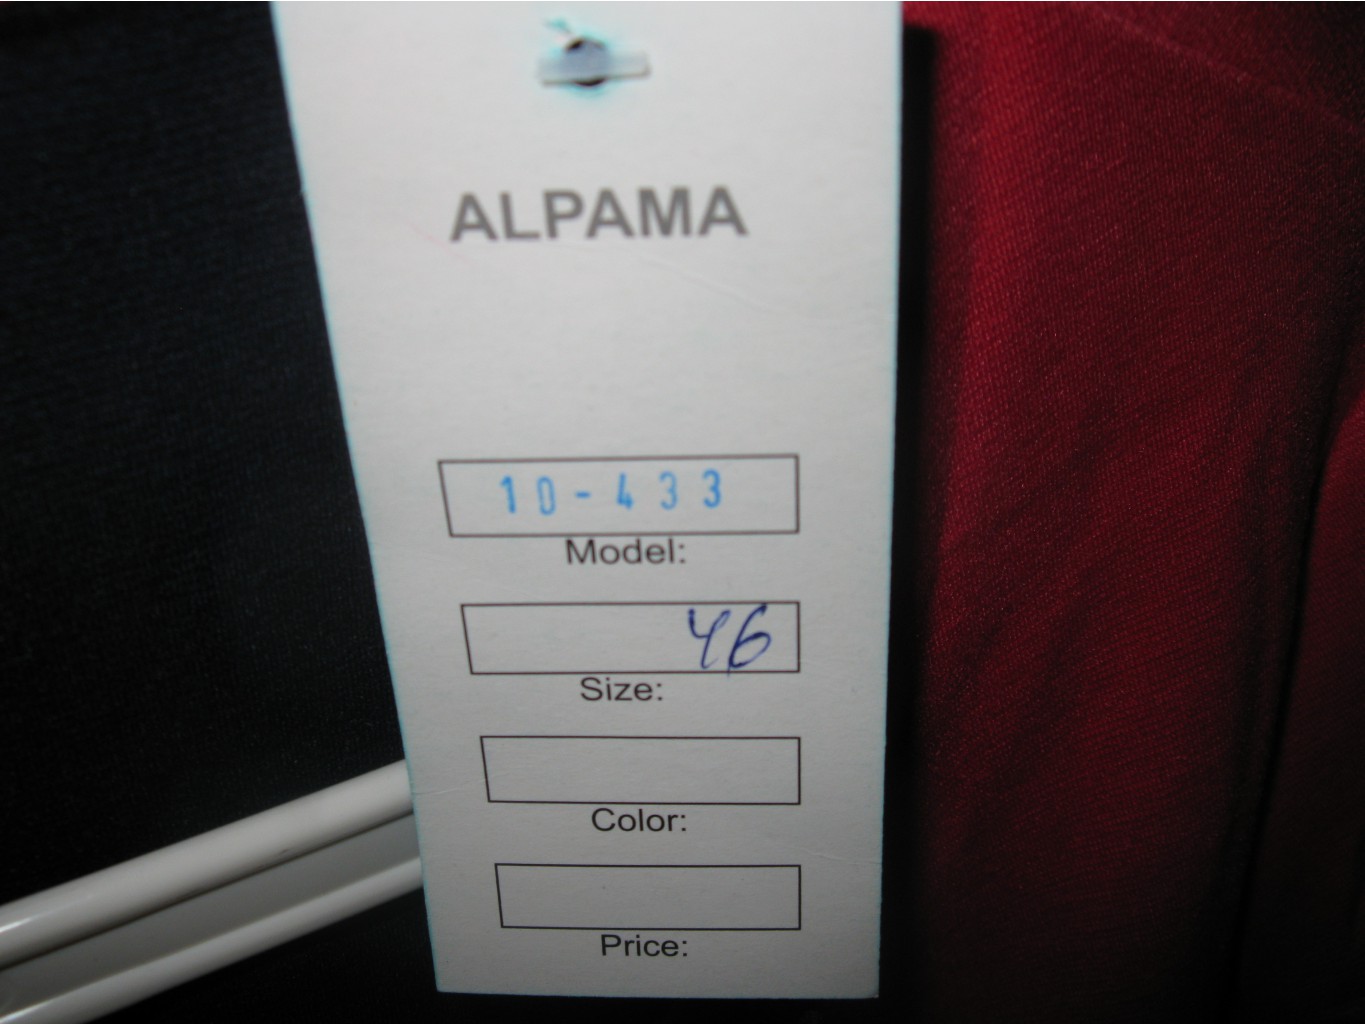 ALPAMA
10-433
Model:
46
Size:
Color:
Price: